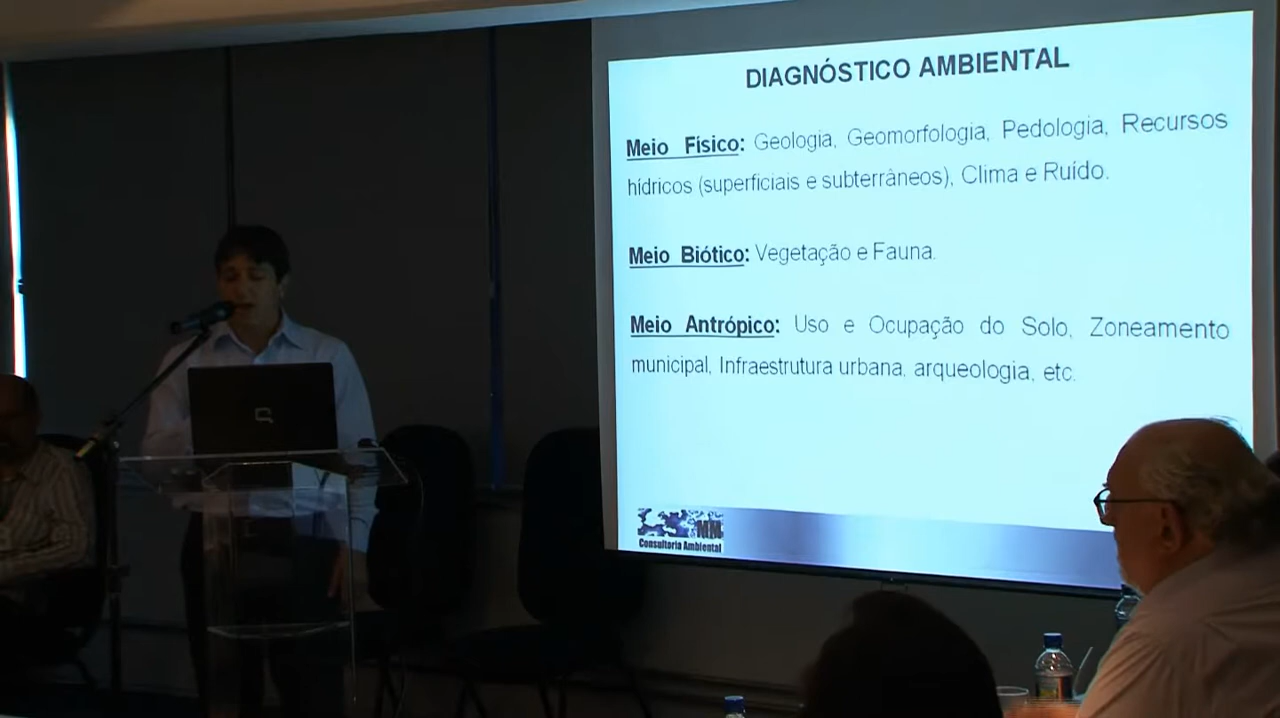 DIAGNÓSTICO AMBIENTAL
Meio Físico: Geologia, Geomorfologia, Pedologia, Recursos
hídricos (superficiais e subterrâneos), Clima e Ruído.
Meio Biótico: Vegetação e Fauna.
Meio Antrópico: Uso e Ocupação do Solo, Zoneamento
municipal, Infraestrutura urbana, arqueologia, etc.
MM
Consultoria Ambiental